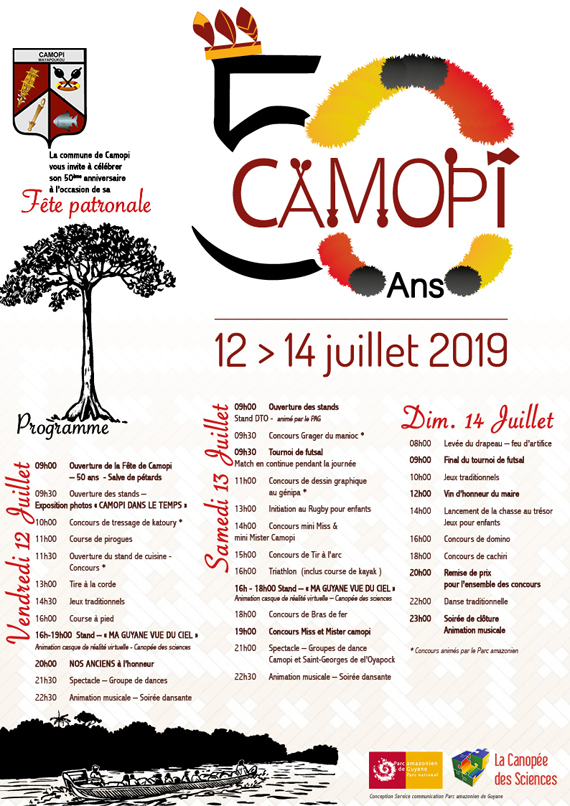 CAMOPI
MAYAPOUKOU
La commune de Camopi
vous invite à célébrer
son 50ème anniversaire
à l'occasion de sa
Fête patronale
50
CAMOPI
Ans
12 > 14 juillet 2019
Programme
Vendredi 12 Juillet
09h00 Ouverture de la Fête de Camopi
– 50 ans - Salve de pétards
09h30 Ouverture des stands –
Exposition photos « CAMOPI DANS LE TEMPS »
10h00 Concours de tressage de katoury *
11h00 Course de pirogues
11h30 Ouverture du stand de cuisine -
Concours *
13h00 Tire à la corde
14h30 Jeux traditionnels
16h00 Course à pied
16h-19h00 Stand – « MA GUYANE VUE DU CIEL »
Animation casque de réalité virtuelle - Canopée des sciences
20h00 NOS ANCIENS à l'honneur
21h30 Spectacle – Groupe de dances
22h30 Animation musicale – Soirée dansante
Samedi 13 Juillet
09h00 Ouverture des stands
Stand DTO - animé par le PAG
09h30 Concours Grager du manioc *
09h30 Tournoi de futsal
Match en continue pendant la journée
11h00 Concours de dessin graphique
au génipa *
13h00 Initiation au Rugby pour enfants
14h00 Concours mini Miss &
mini Mister Camopi
15h00 Concours de Tir à l'arc
16h00 Triathlon (inclus course de kayak )
16h - 18h00 Stand – « MA GUYANE VUE DU CIEL »
Animation casque de réalité virtuelle – Canopée des sciences
18h00 Concours de Bras de fer
19h00 Concours Miss et Mister camopi
21h00 Spectacle – Groupes de dance
Camopi et Saint-Georges de el'Oyapock
22h30 Animation musicale – Soirée dansante
Dim. 14 Juillet
08h00 Levée du drapeau – feu d'artifice
09h00 Final du tournoi de futsal
10h00 Jeux traditionnels
12h00 Vin d'honneur du maire
14h00 Lancement de la chasse au trésor
Jeux pour enfants
16h00 Concours de domino
18h00 Concours de cachiri
20h00 Remise de prix
pour l'ensemble des concours
22h00 Danse traditionnelle
23h00 Soirée de clôture
Animation musicale
* Concours animés par le Parc amazonien
Parc amazonien
de Guyane
Parc national
La Canopée
des Sciences
Conception Service communication Parc amazonien de Guyane